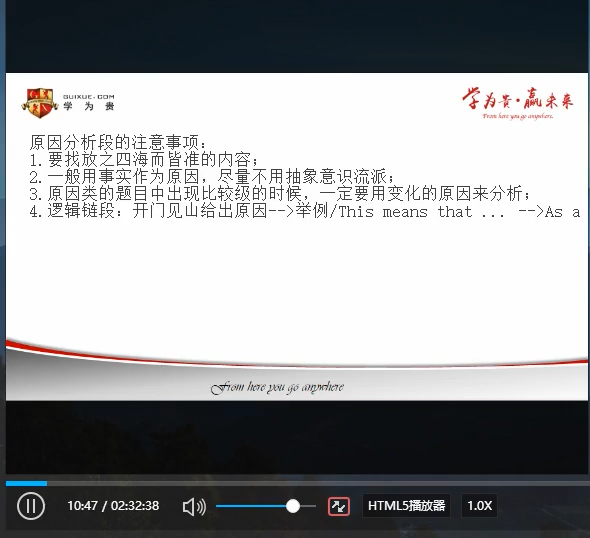 GUIXUE.COM
学为贵
学为贵·赢未来
From here you go anywhere.
原因分析段的注意事项:
1.要找放之四海而皆准的内容;
2.一般用事实作为原因，尽量不用抽象意识流派;
3.原因类的题目中出现比较级的时候，一定要用变化的原因来分析;
4.逻辑链段：开门见山给出原因-->举例/This means that ... -->As a
From here you go anywhere
10:47 / 02:32:38 HTML5播放器 1.0X